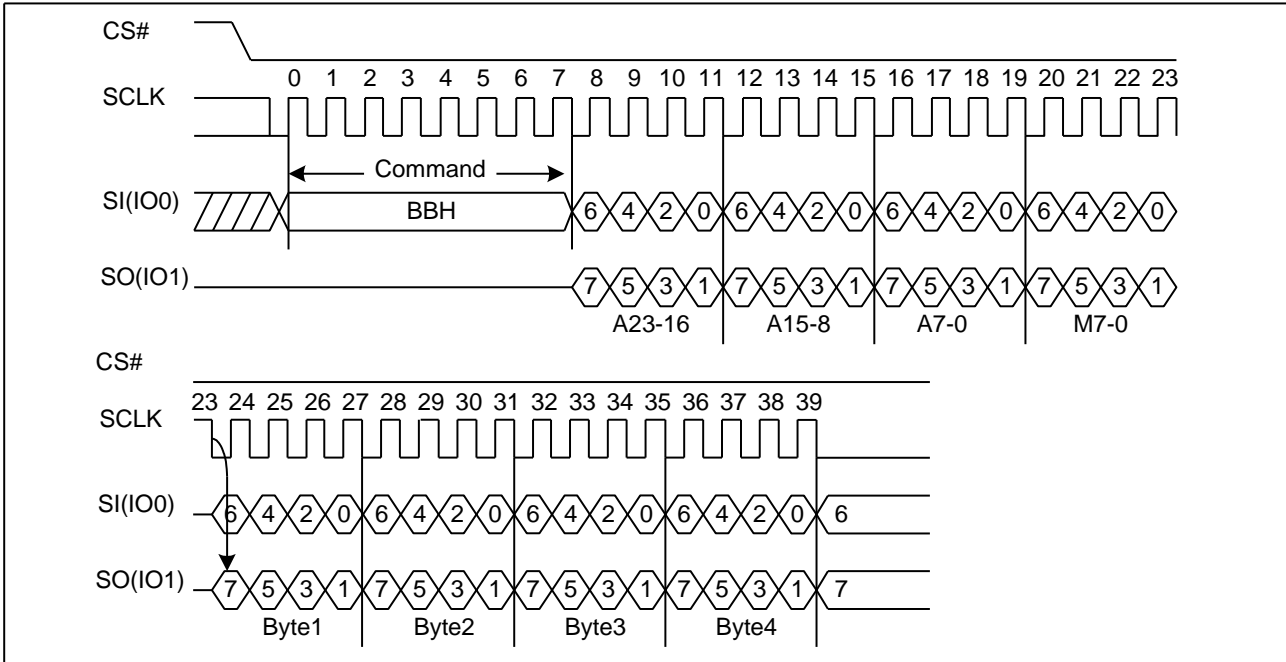 CS#
0 1 2 3 4 5 6 7 8 9 10 11 12 13 14 15 16 17 18 19 20 21 22 23
SCLK
Command
SI(IO0) BBH 6 4 2 0 6 4 2 0 6 4 2 0 6 4 2 0
SO(IO1) 7 5 3 1 7 5 3 1 7 5 3 1 7 5 3 1
A23-16 A15-8 A7-0 M7-0
CS#
23 24 25 26 27 28 29 30 31 32 33 34 35 36 37 38 39
SCLK
SI(IO0) 6 4 2 0 6 4 2 0 6 4 2 0 6 4 2 0 6
SO(IO1) 7 5 3 1 7 5 3 1 7 5 3 1 7 5 3 1 7
Byte1 Byte2 Byte3 Byte4